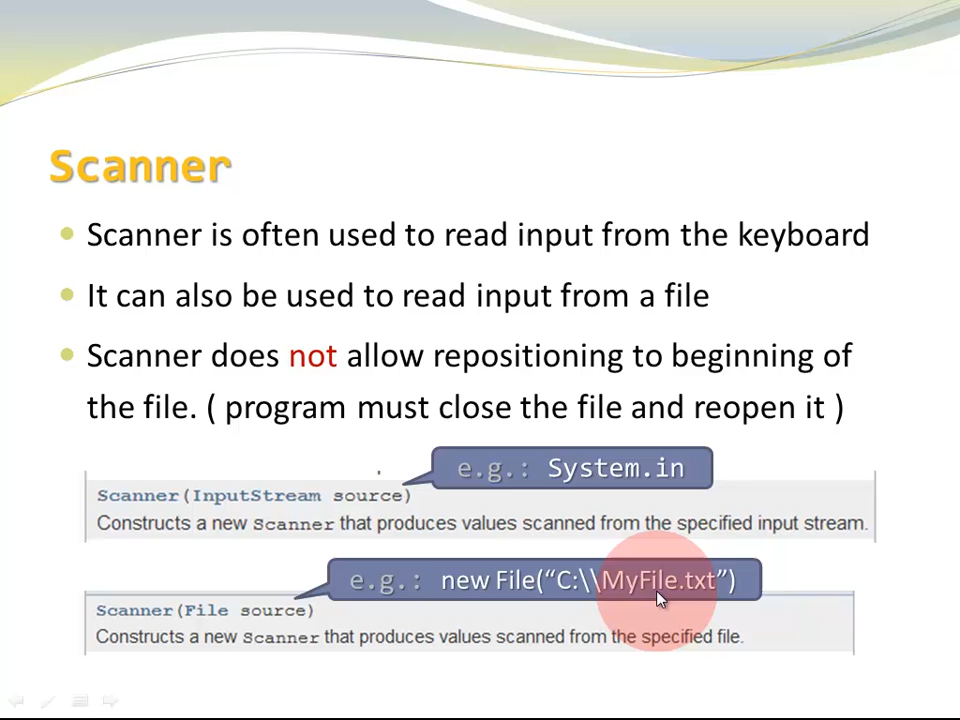 Scanner
Scanner is often used to read input from the keyboard
It can also be used to read input from a file
Scanner does not allow repositioning to beginning of
the file. ( program must close the file and reopen it )
e.g.: System.in
Scanner(InputStream source)
Constructs a new Scanner that produces values scanned from the specified input stream.
e.g.: new File(“C:\\MyFile.txt”)
Scanner(File source)
Constructs a new Scanner that produces values scanned from the specified file.